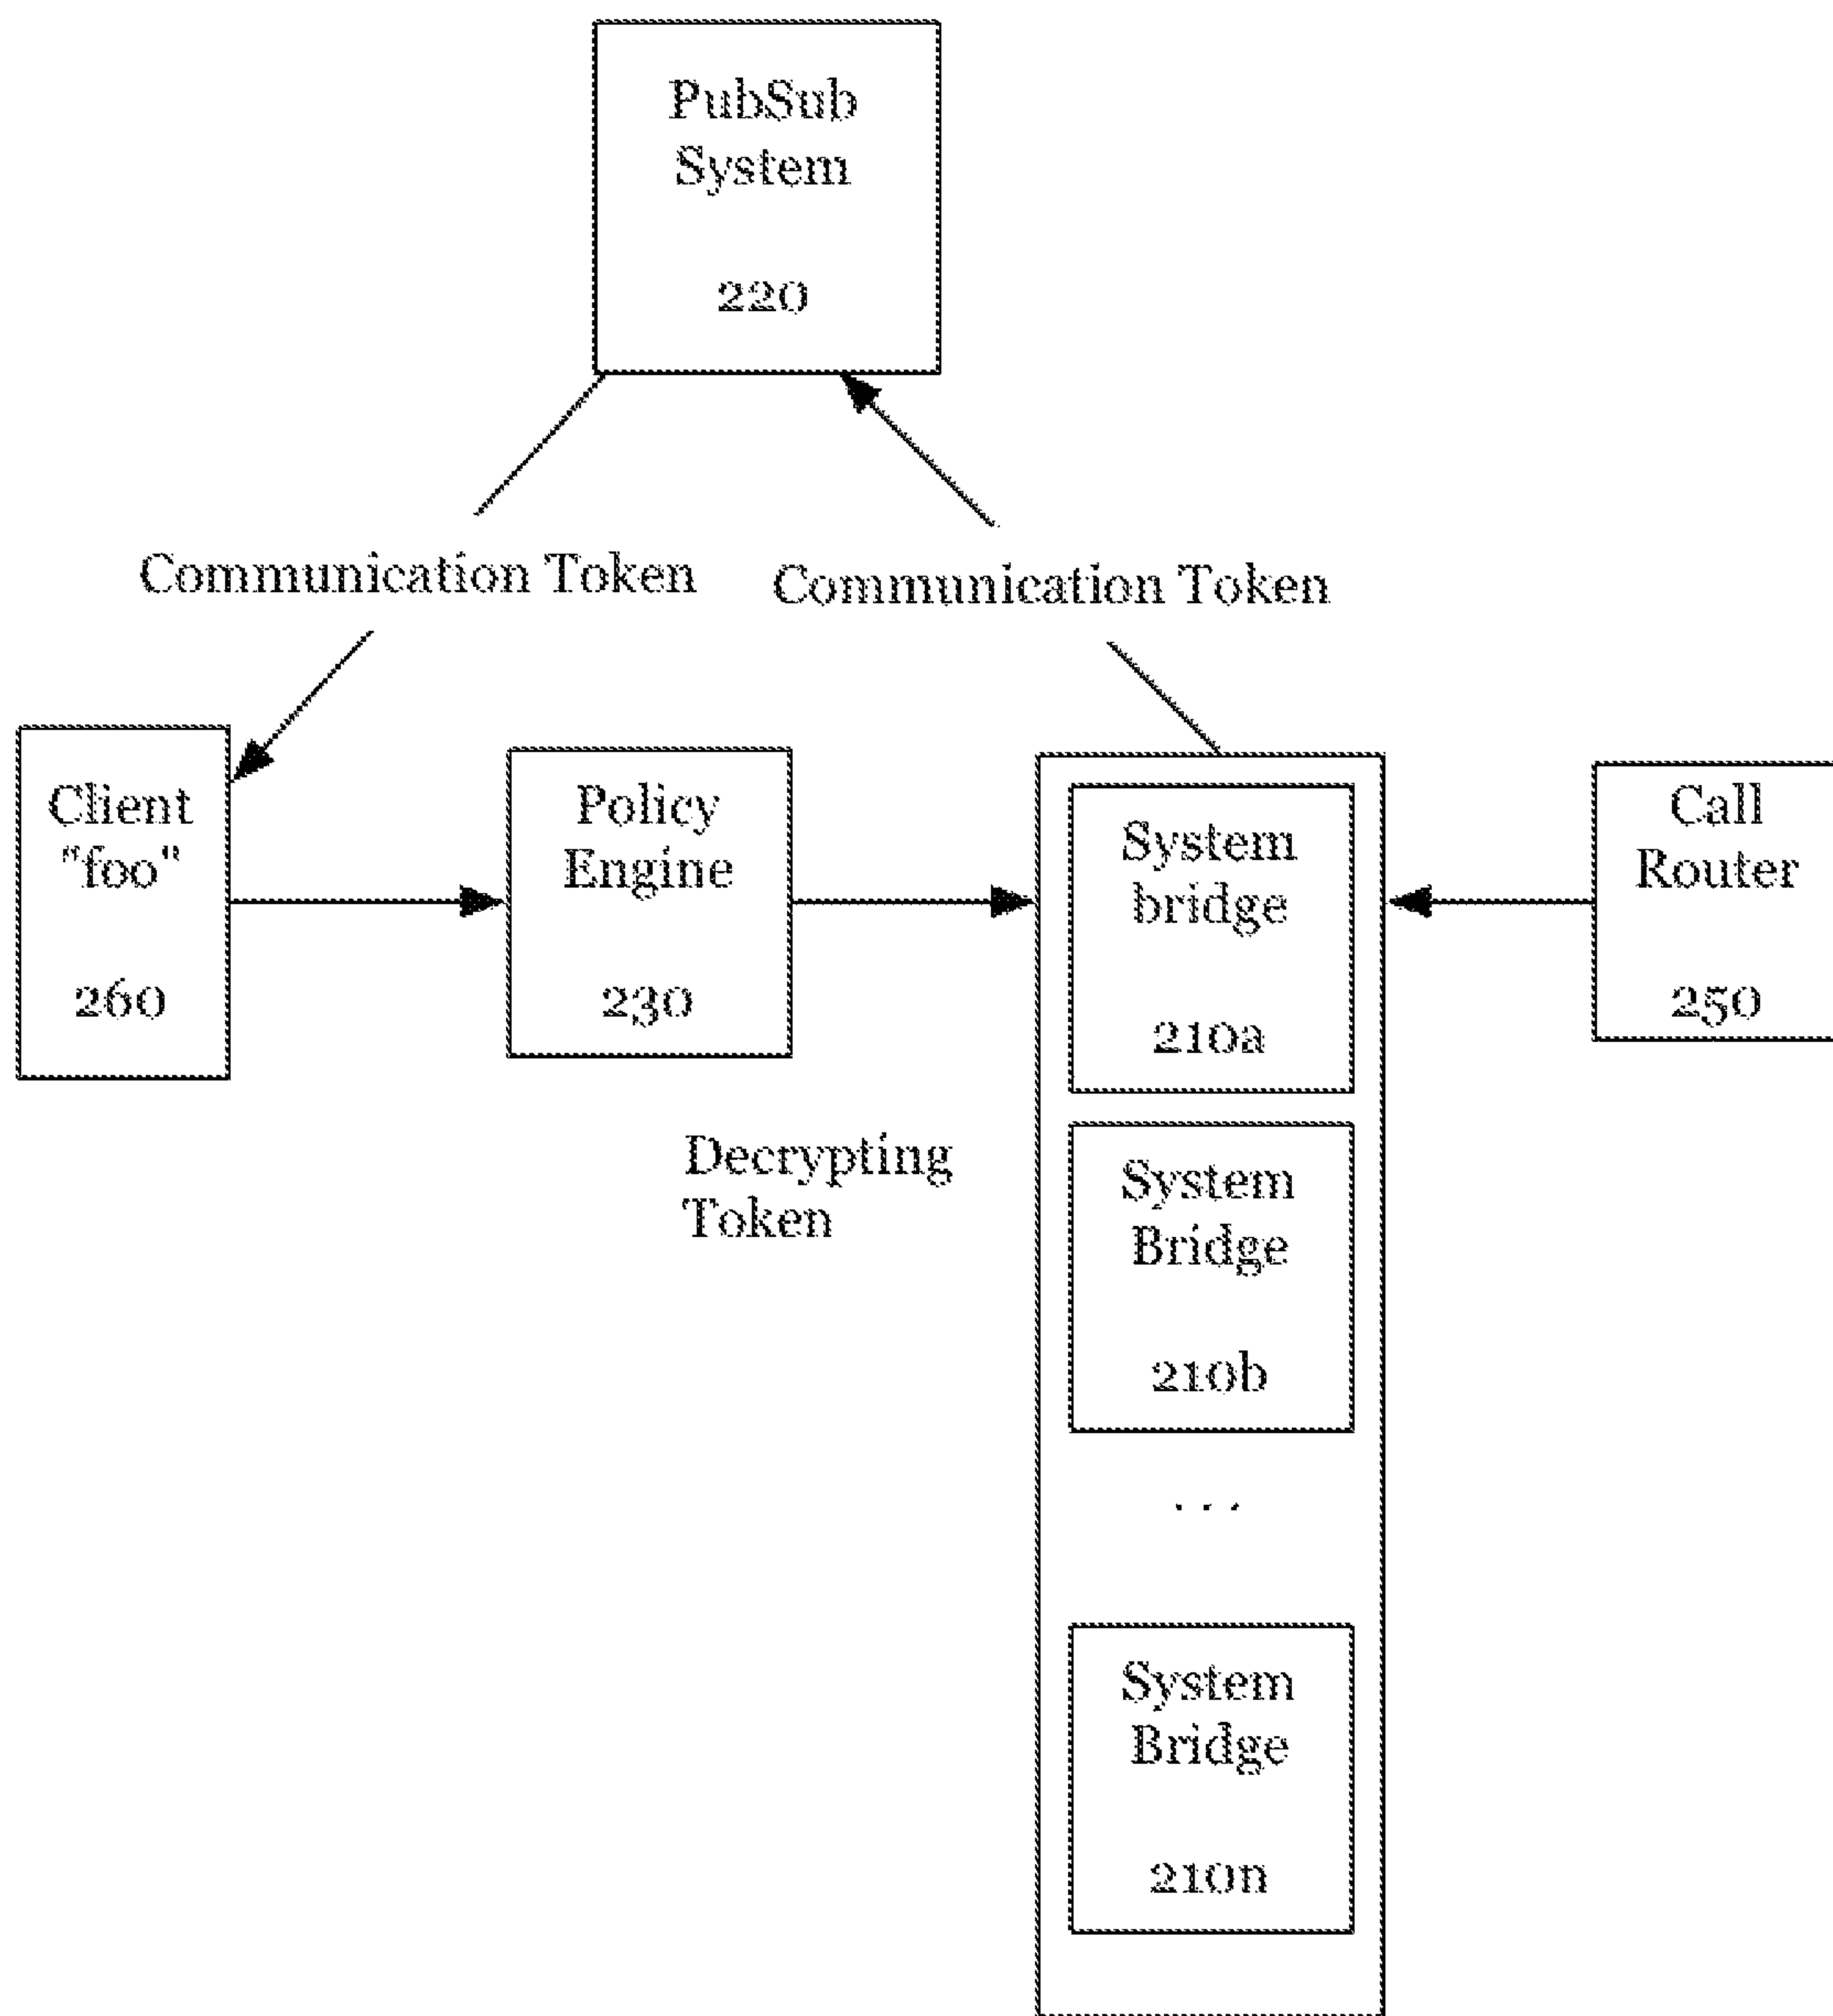 PubSub
System
220
Communication Token
Communication Token
Client
"foo"
260
Policy
Engine
230
System
bridge
210a
Call
Router
250
Decrypting
Token
System
Bridge
210b
. . .
System
Bridge
210n